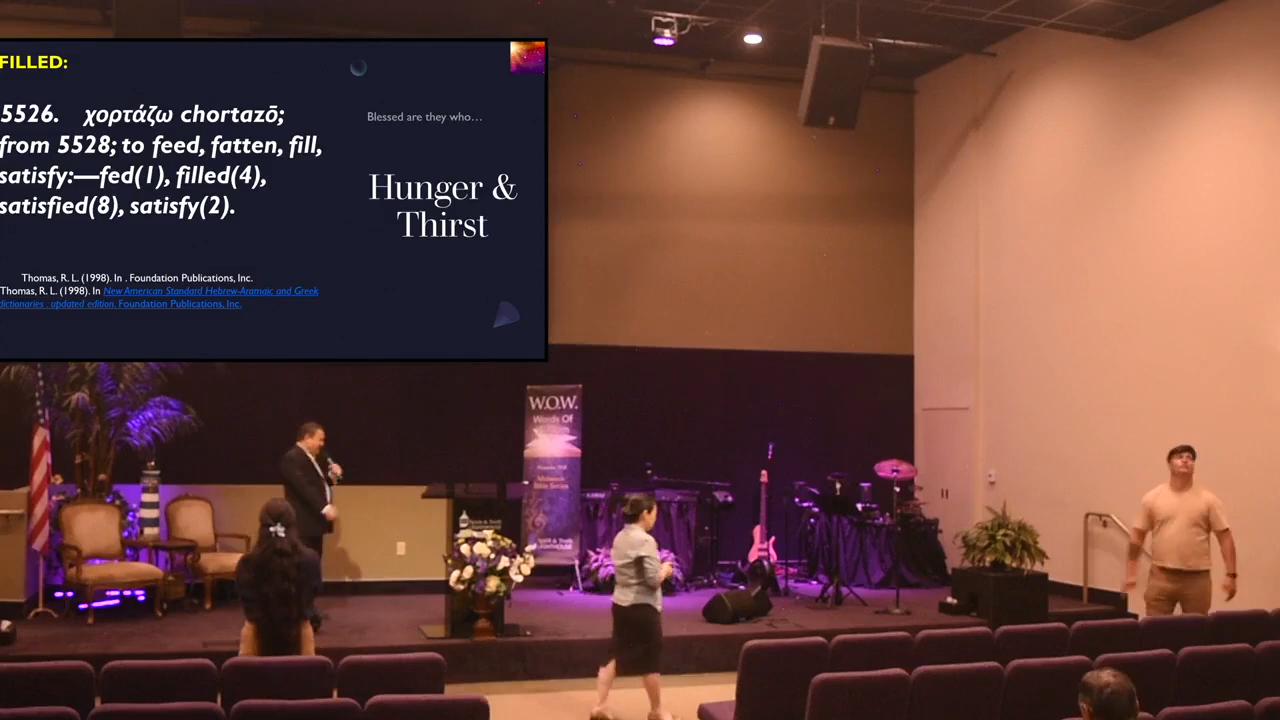 FILLED:
5526. χορτάζω chortazō;
from 5528; to feed, fatten, fill,
satisfy:—fed(1), filled(4),
satisfied(8), satisfy(2).
Thomas, R. L. (1998). In . Foundation Publications, Inc.
Thomas, R. L. (1998). In New American Standard Hebrew-Aramaic and Greek
dictionaries : updated edition. Foundation Publications, Inc.
Blessed are they who…
Hunger &
Thirst
W.O.W.
Words Of
Bible Series